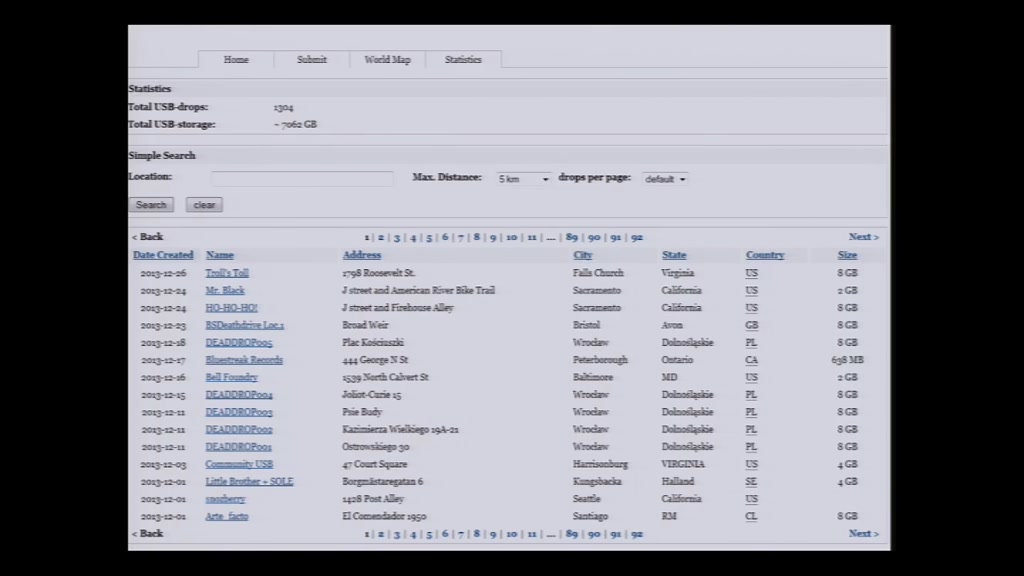 Home Submit World Map Statistics
Statistics
Total USB-drops: 1304
Total USB-storage: ~ 7062 GB
Simple Search
Location: Max. Distance: 5 km drops per page: default
Search clear
< Back 1 | 2 | 3 | 4 | 5 | 6 | 7 | 8 | 9 | 10 | 11 | ... | 89 | 90 | 91 | 92 Next >
Date Created Name Address City State Country Size
2013-12-26 Troll's Toll 1798 Roosevelt St. Falls Church Virginia US 8 GB
2013-12-24 Mr. Black J street and American River Bike Trail Sacramento California US 2 GB
2013-12-24 HO-HO-HO! J street and Firehouse Alley Sacramento California US 8 GB
2013-12-23 BSDeathdrive Loc.1 Broad Weir Bristol Avon GB 8 GB
2013-12-18 DEADDROP005 Plac Kościuszki Wrocław Dolnośląskie PL 8 GB
2013-12-17 Bluestreak Records 444 George N St Peterborough Ontario CA 638 MB
2013-12-16 Bell Foundry 1539 North Calvert St Baltimore MD US 2 GB
2013-12-15 DEADDROP004 Joliot-Curie 15 Wrocław Dolnośląskie PL 8 GB
2013-12-11 DEADDROP003 Psie Budy Wrocław Dolnośląskie PL 8 GB
2013-12-11 DEADDROP002 Kazimierza Wielkiego 19A-21 Wrocław Dolnośląskie PL 8 GB
2013-12-11 DEADDROP001 Ostrowskiego 30 Wrocław Dolnośląskie PL 8 GB
2013-12-03 Community USB 47 Court Square Harrisonburg VIRGINIA US 4 GB
2013-12-01 Little Brother + SOLE Borgmästaregatan 6 Kungsbacka Halland SE 4 GB
2013-12-01 snozberry 1428 Post Alley Seattle California US
2013-12-01 Arte_facto El Comendador 1950 Santiago RM CL 8 GB
< Back 1 | 2 | 3 | 4 | 5 | 6 | 7 | 8 | 9 | 10 | 11 | ... | 89 | 90 | 91 | 92 Next >